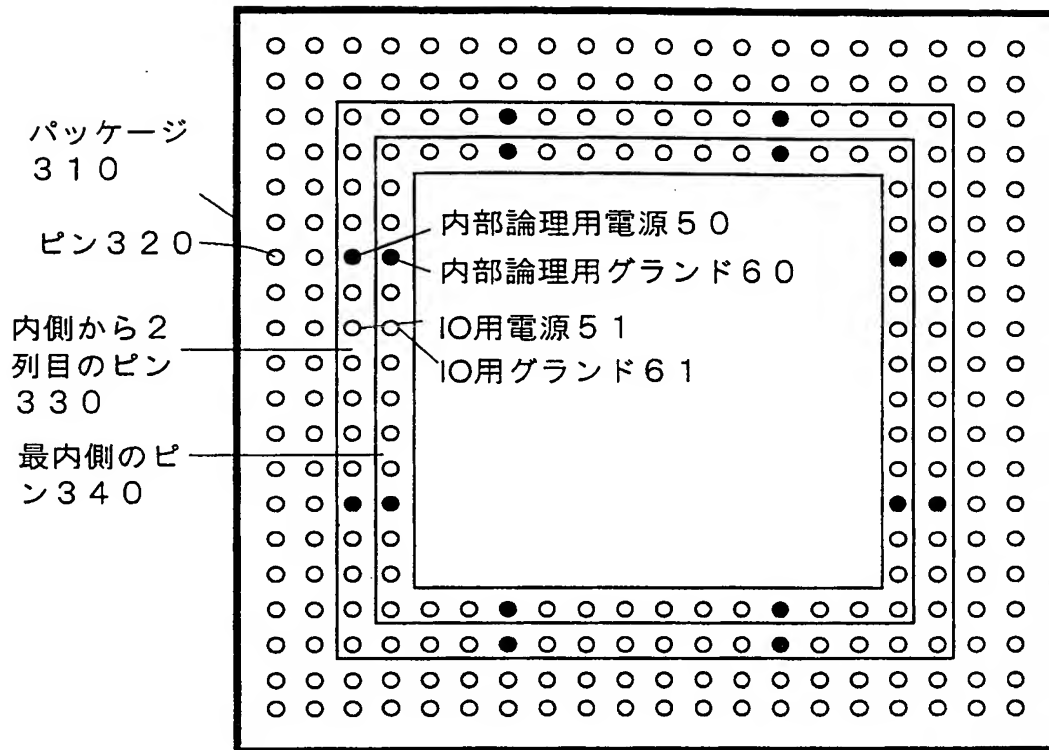 パッケージ
３１０
ピン３２０
内側から２
列目のピン
３３０
最内側のピ
ン３４０
内部論理用電源５０
内部論理用グランド６０
IO用電源５１
IO用グランド６１